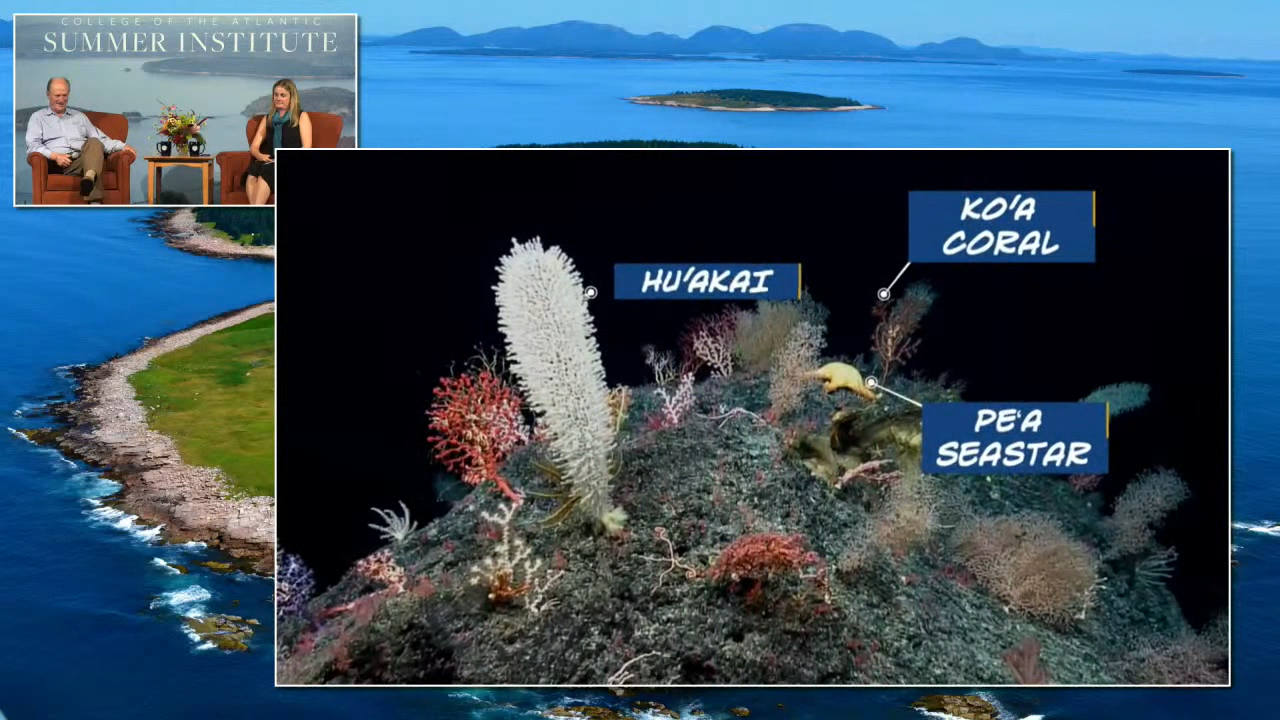 COLLEGE OF THE ATLANTIC
SUMMER INSTITUTE
KO'A
CORAL
HU'AKAI
PE'A
SEASTAR